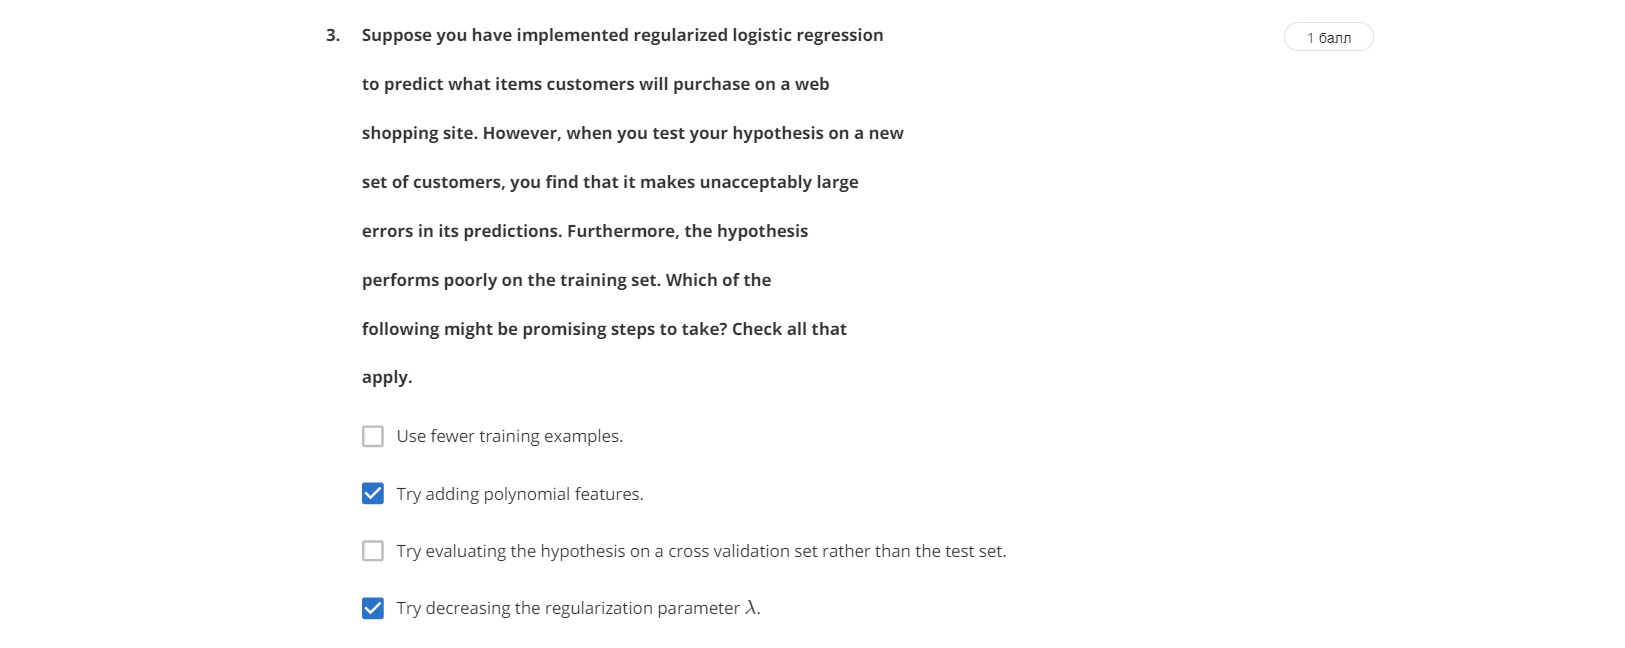 3. Suppose you have implemented regularized logistic regression
1 балл
to predict what items customers will purchase on a web
shopping site. However, when you test your hypothesis on a new
set of customers, you find that it makes unacceptably large
errors in its predictions. Furthermore, the hypothesis
performs poorly on the training set. Which of the
following might be promising steps to take? Check all that
apply.
Use fewer training examples.
Try adding polynomial features.
Try evaluating the hypothesis on a cross validation set rather than the test set.
Try decreasing the regularization parameter λ.